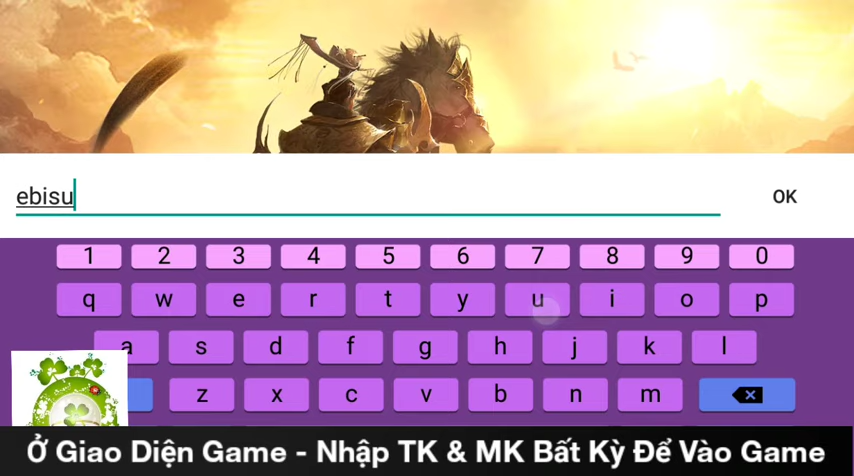 ebisu
OK
1 2 3 4 5 6 7 8 9 0
q w e r t y u i o p
a s d f g h j k l
z x c v b n m
Ở Giao Diện Game - Nhập TK & MK Bất Kỳ Để Vào Game